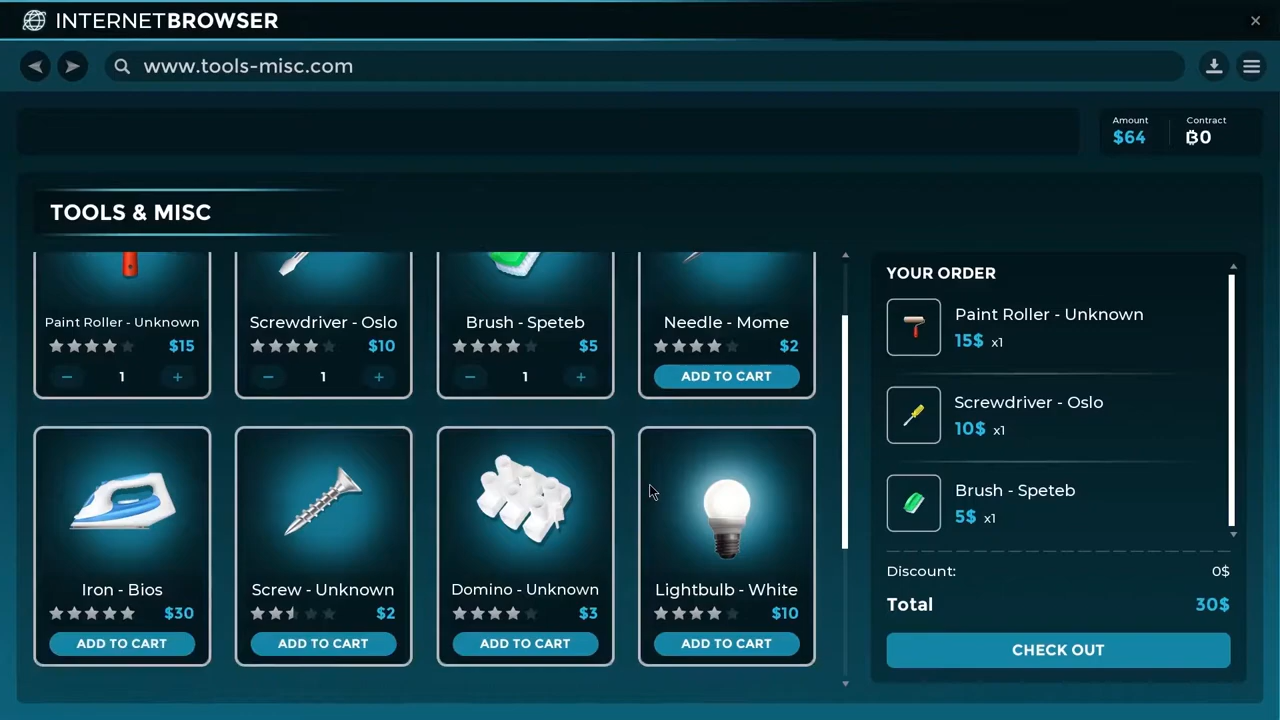 INTERNETBROWSER
www.tools-misc.com
Amount
$64
Contract
₿0
TOOLS & MISC
Paint Roller - Unknown
$15
1
Screwdriver - Oslo
$10
1
Brush - Speteb
$5
1
Needle - Mome
$2
ADD TO CART
Iron - Bios
$30
ADD TO CART
Screw - Unknown
$2
ADD TO CART
Domino - Unknown
$3
ADD TO CART
Lightbulb - White
$10
ADD TO CART
YOUR ORDER
Paint Roller - Unknown
15$ x1
Screwdriver - Oslo
10$ x1
Brush - Speteb
5$ x1
Discount: 0$
Total 30$
CHECK OUT